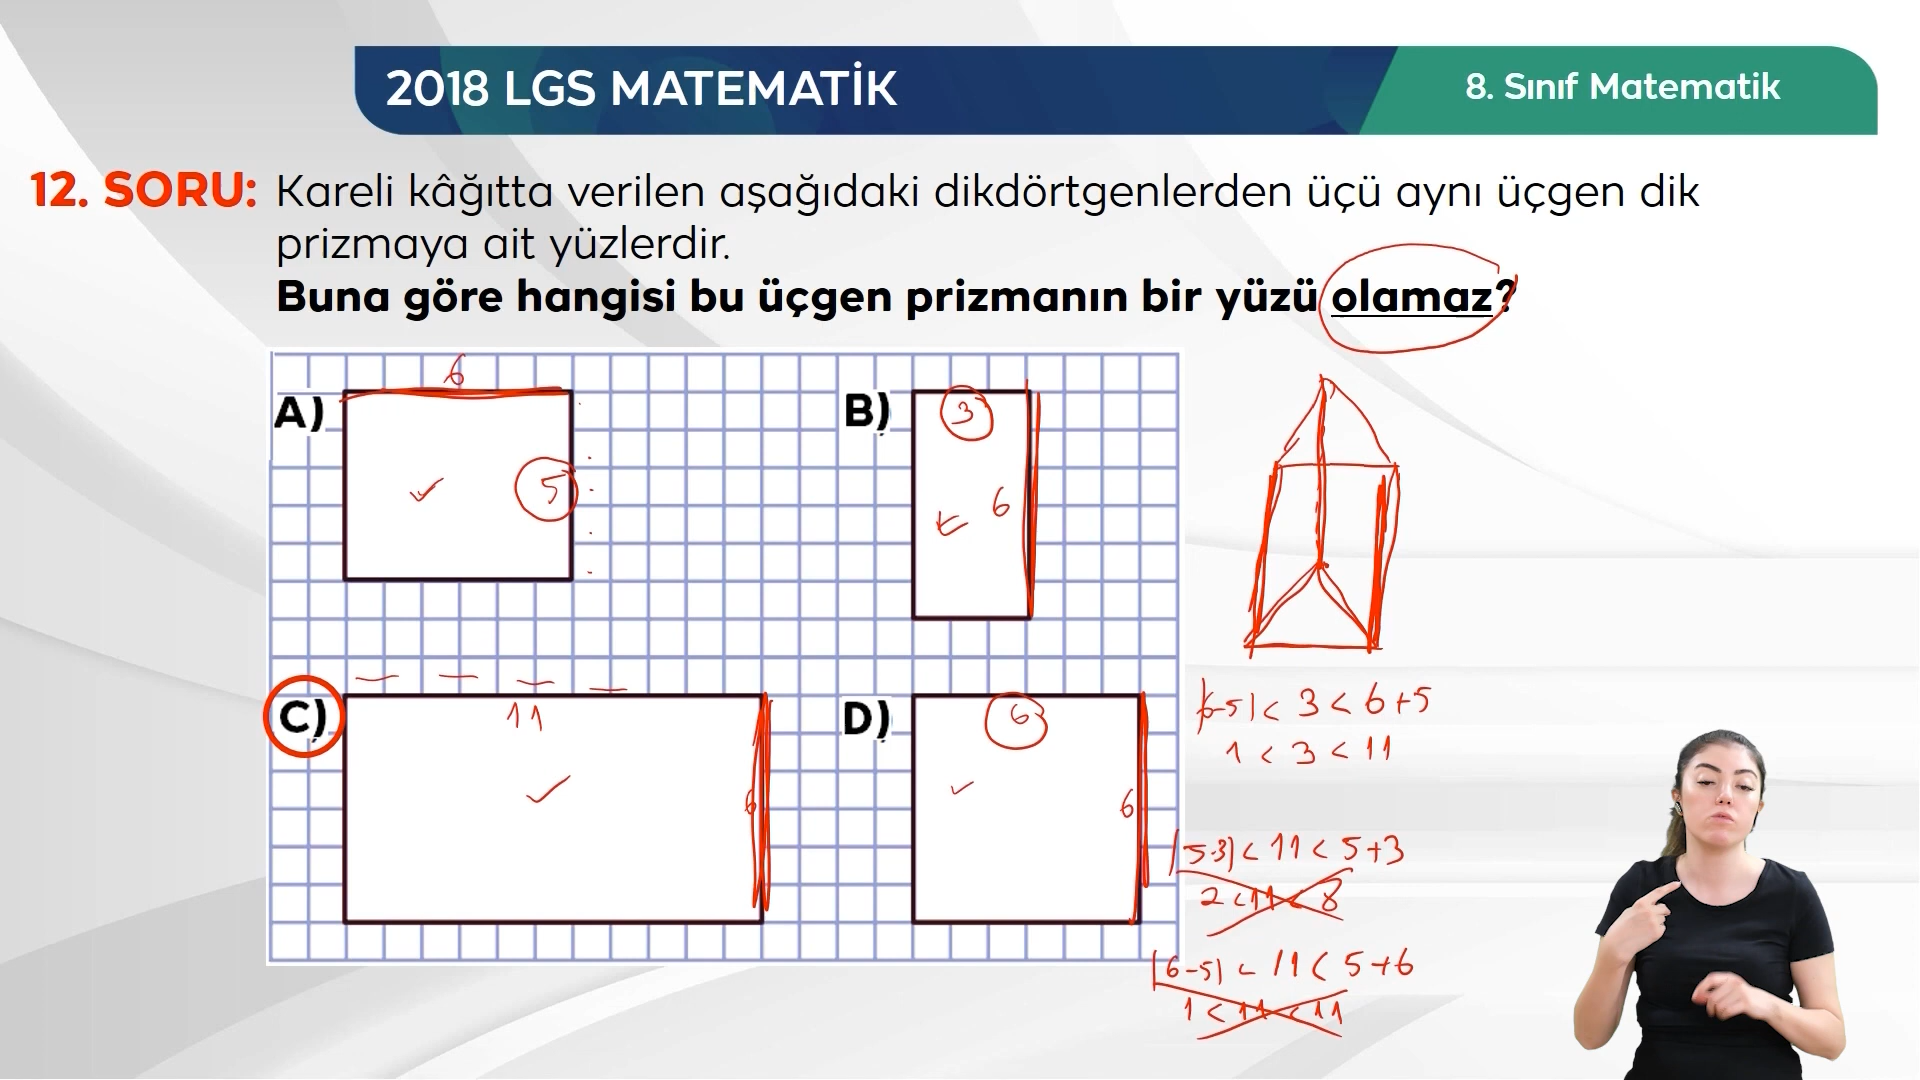 2018 LGS MATEMATİK
8. Sınıf Matematik
12. SORU: Kareli kâğıtta verilen aşağıdaki dikdörtgenlerden üçü aynı üçgen dik
prizmaya ait yüzlerdir.
Buna göre hangisi bu üçgen prizmanın bir yüzü olamaz?
6
A)
5
B)
3
6
C)
11
6
D)
6
6
|6-5|< 3 < 6+5
1 < 3 < 11
|5-3|< 11 < 5+3
2 < 11 < 8
|6-5| < 11 < 5+6
1 < 11 < 11